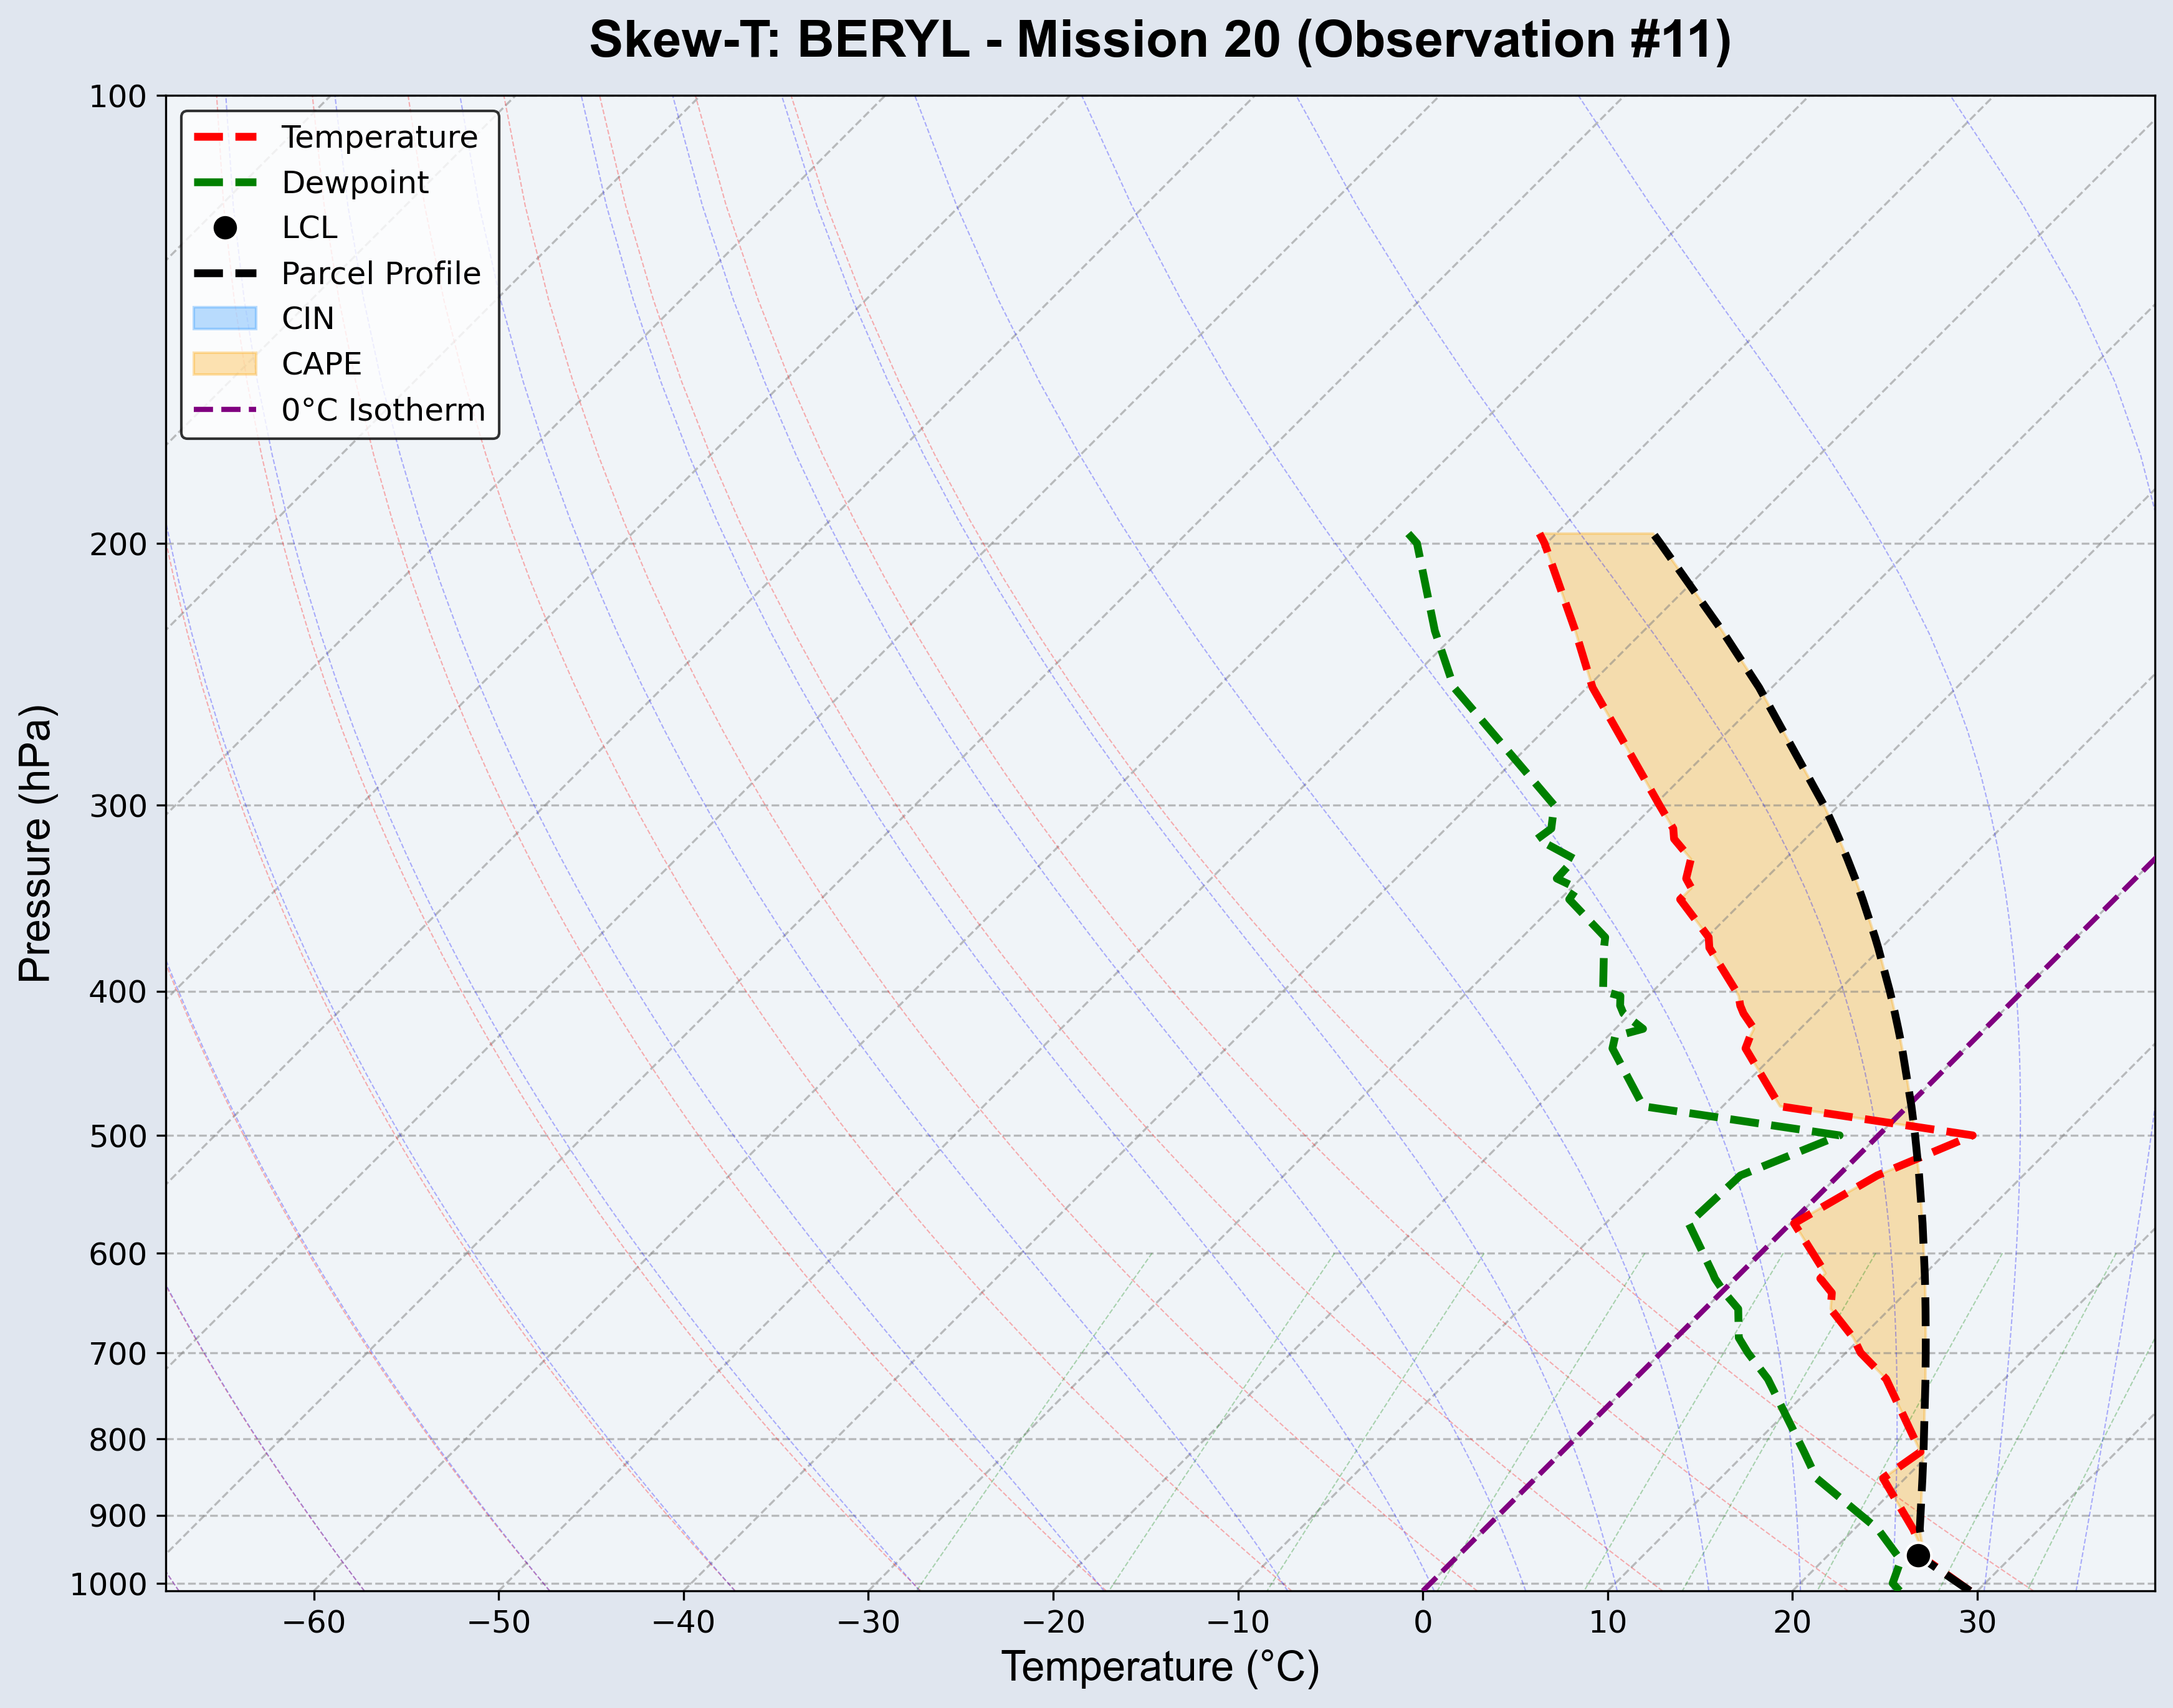 Skew-T: BERYL - Mission 20 (Observation #11)
Temperature
Dewpoint
LCL
Parcel Profile
CIN
CAPE
0°C Isotherm
Pressure (hPa)
100
200
300
400
500
600
700
800
900
1000
−60 −50 −40 −30 −20 −10 0 10 20 30
Temperature (°C)